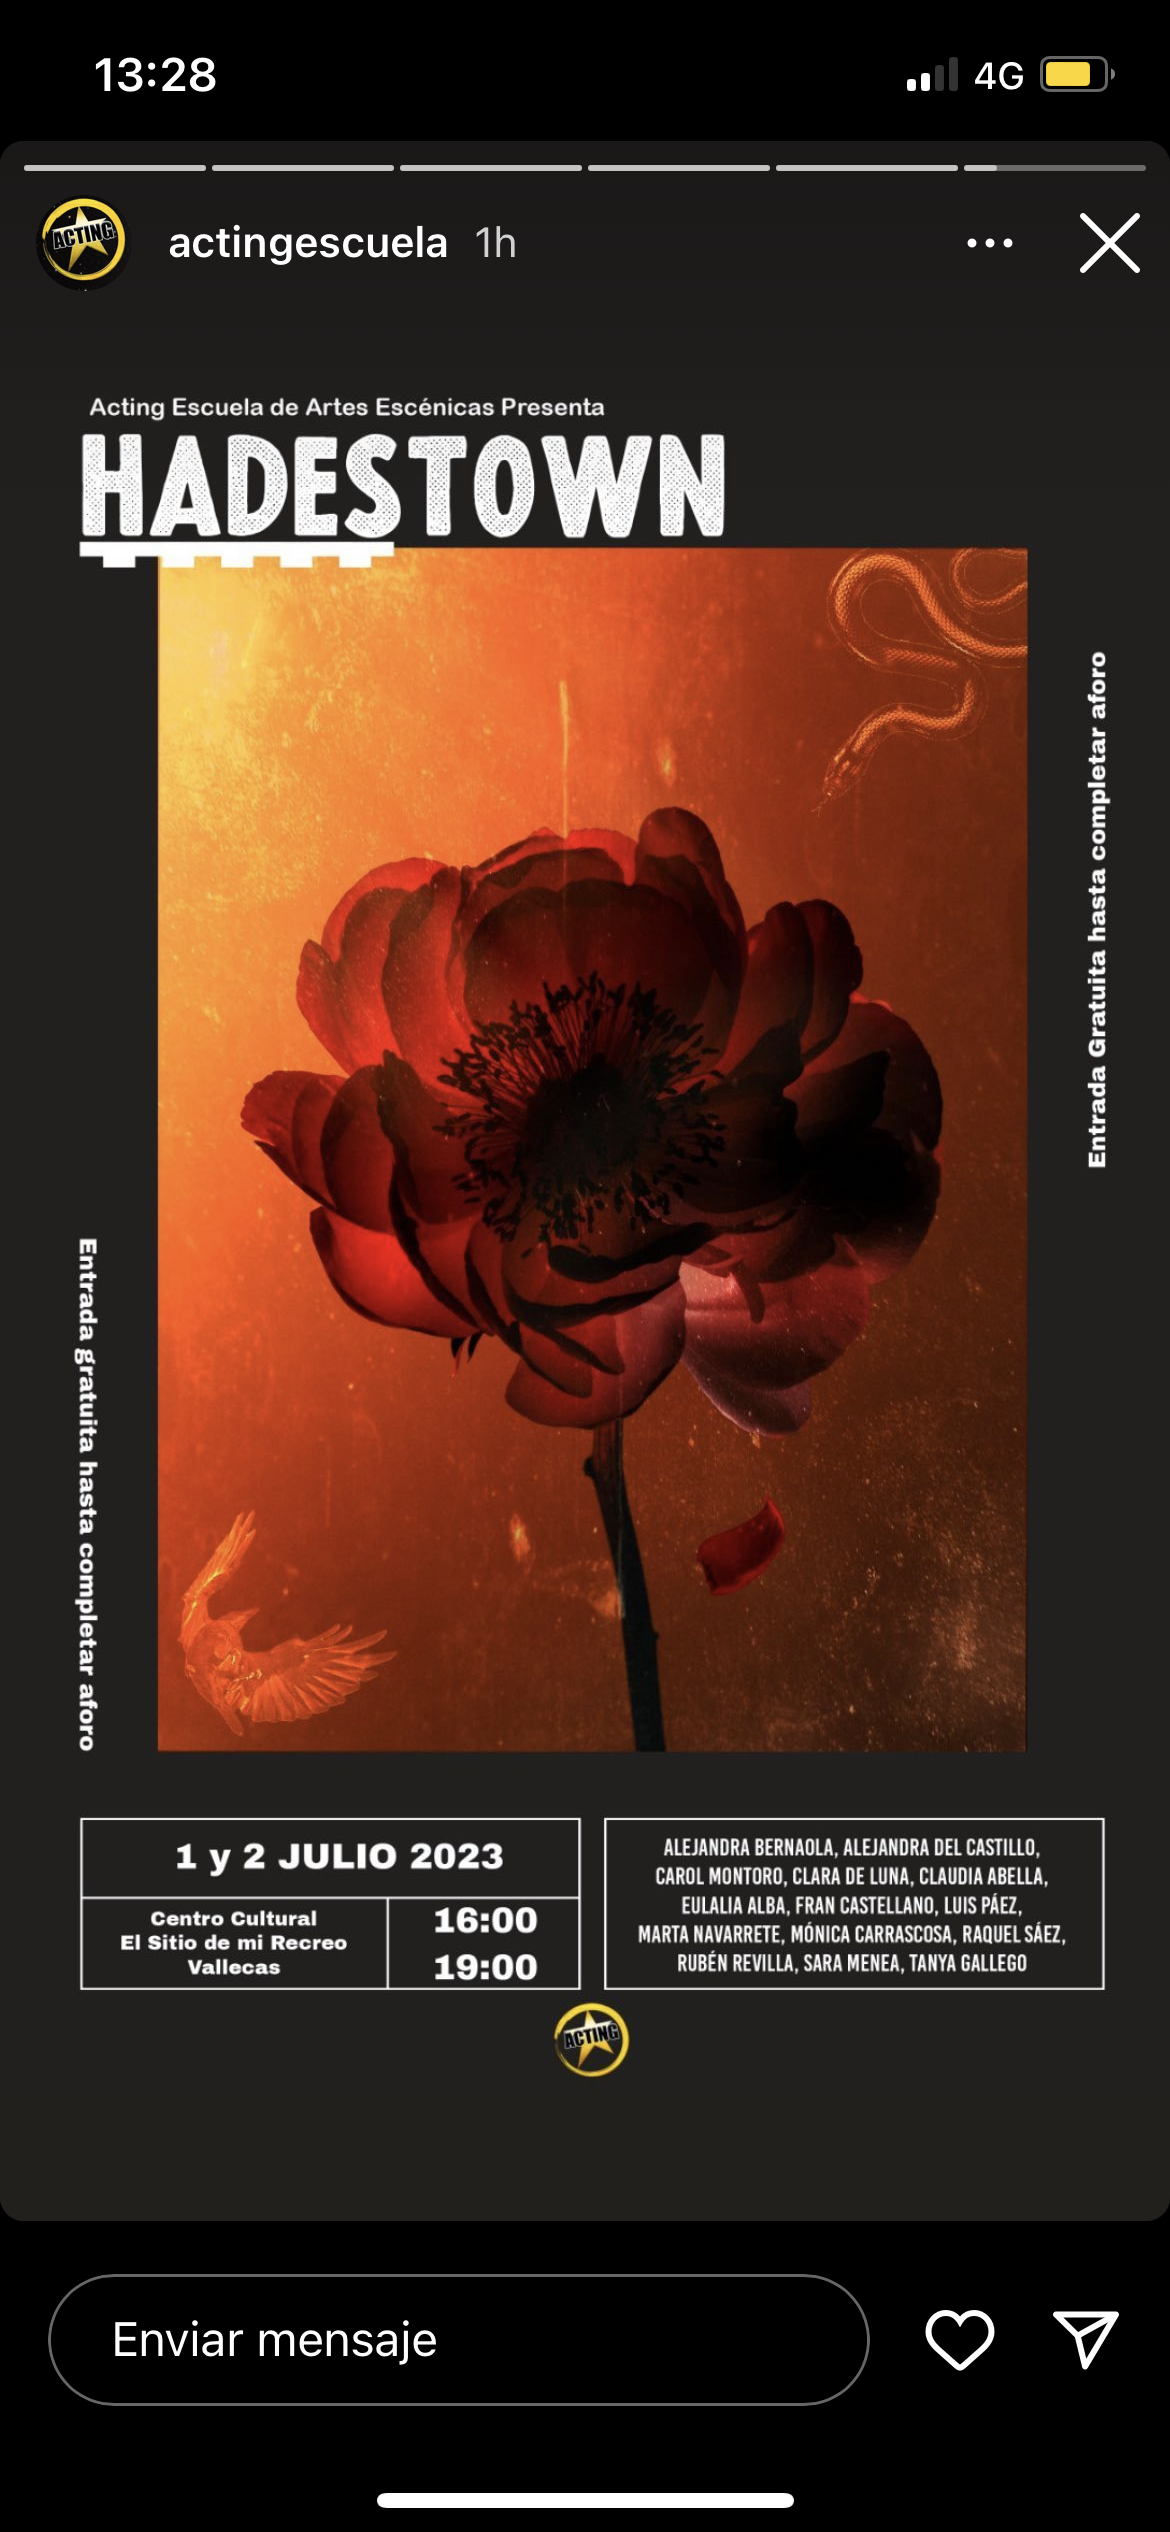 13:28
4G
ACTING
actingescuela 1h
Acting Escuela de Artes Escénicas Presenta
HADESTOWN
Entrada Gratuita hasta completar aforo
Entrada gratuita hasta completar aforo
1 y 2 JULIO 2023
Centro Cultural
El Sitio de mi Recreo
Vallecas
16:00
19:00
ALEJANDRA BERNAOLA, ALEJANDRA DEL CASTILLO,
CAROL MONTORO, CLARA DE LUNA, CLAUDIA ABELLA,
EULALIA ALBA, FRAN CASTELLANO, LUIS PÁEZ,
MARTA NAVARRETE, MÓNICA CARRASCOSA, RAQUEL SÁEZ,
RUBÉN REVILLA, SARA MENEA, TANYA GALLEGO
ACTING
Enviar mensaje